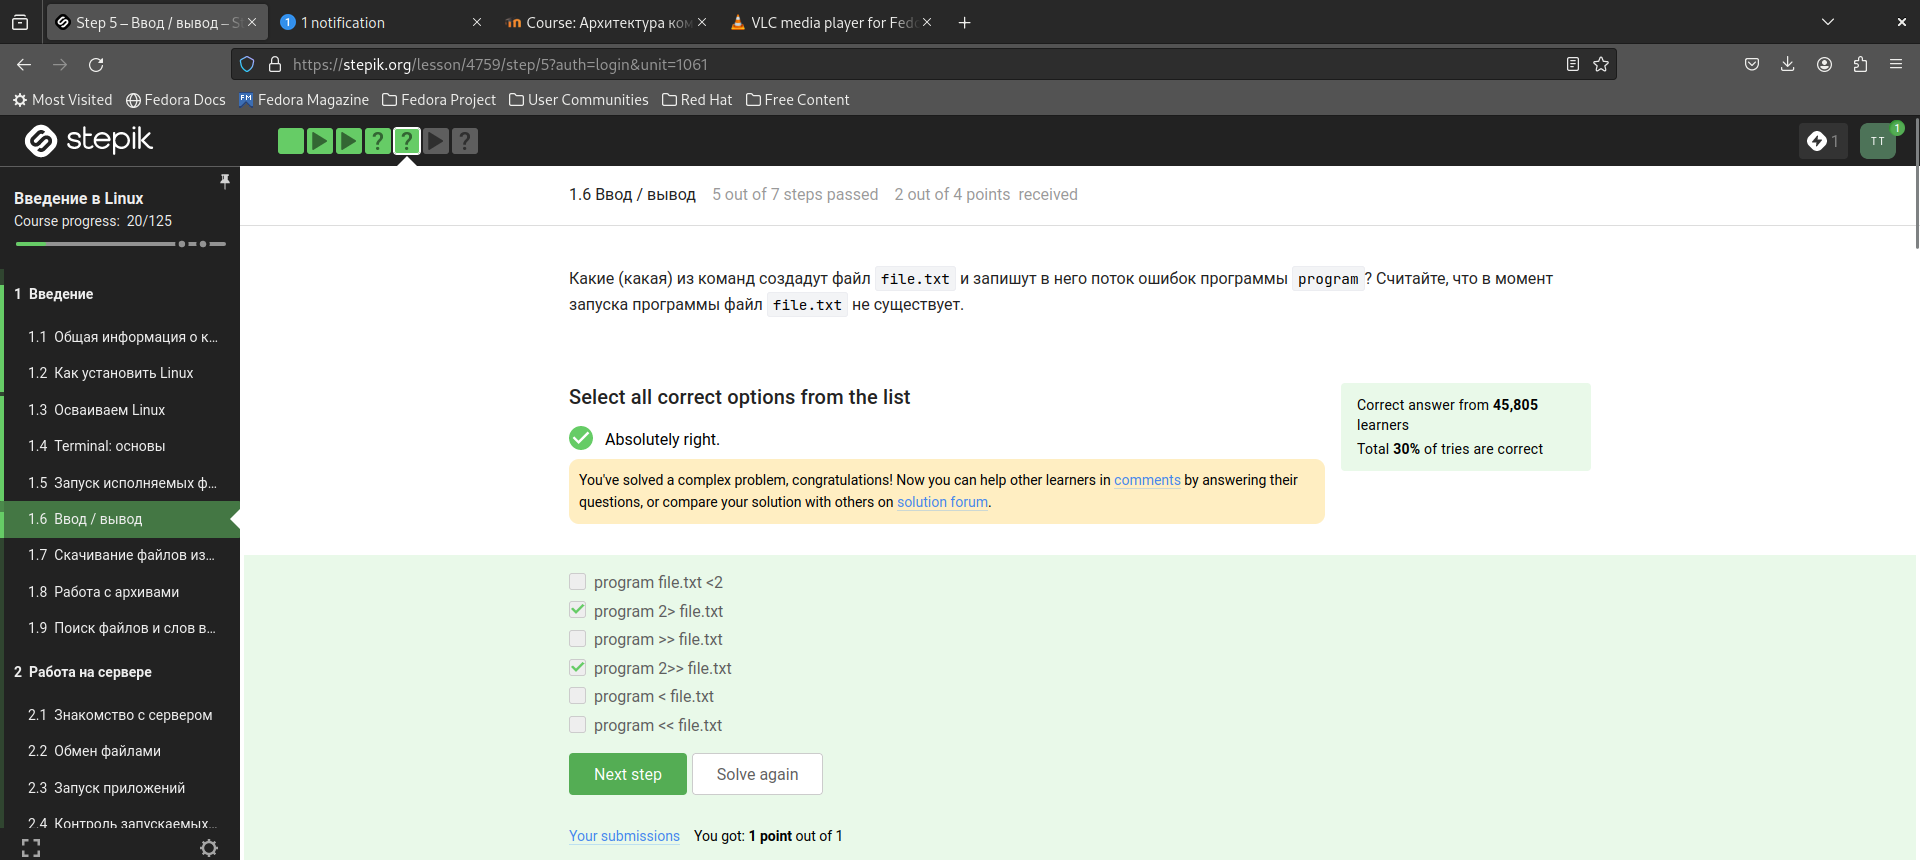 Step 5 – Ввод / вывод – S
1 notification
Course: Архитектура ком
VLC media player for Fedo
https://stepik.org/lesson/4759/step/5?auth=login&unit=1061
Most Visited
Fedora Docs
Fedora Magazine
Fedora Project
User Communities
Red Hat
Free Content
stepik
1
TT
1
Введение в Linux
Course progress: 20/125
1 Введение
1.1 Общая информация о к...
1.2 Как установить Linux
1.3 Осваиваем Linux
1.4 Terminal: основы
1.5 Запуск исполняемых ф...
1.6 Ввод / вывод
1.7 Скачивание файлов из...
1.8 Работа с архивами
1.9 Поиск файлов и слов в...
2 Работа на сервере
2.1 Знакомство с сервером
2.2 Обмен файлами
2.3 Запуск приложений
2.4 Контроль запускаемых...
1.6 Ввод / вывод 5 out of 7 steps passed 2 out of 4 points received
Какие (какая) из команд создадут файл file.txt и запишут в него поток ошибок программы program? Считайте, что в момент
запуска программы файл file.txt не существует.
Select all correct options from the list
Absolutely right.
You've solved a complex problem, congratulations! Now you can help other learners in comments by answering their
questions, or compare your solution with others on solution forum.
Correct answer from 45,805
learners
Total 30% of tries are correct
program file.txt <2
program 2> file.txt
program >> file.txt
program 2>> file.txt
program < file.txt
program << file.txt
Next step
Solve again
Your submissions You got: 1 point out of 1